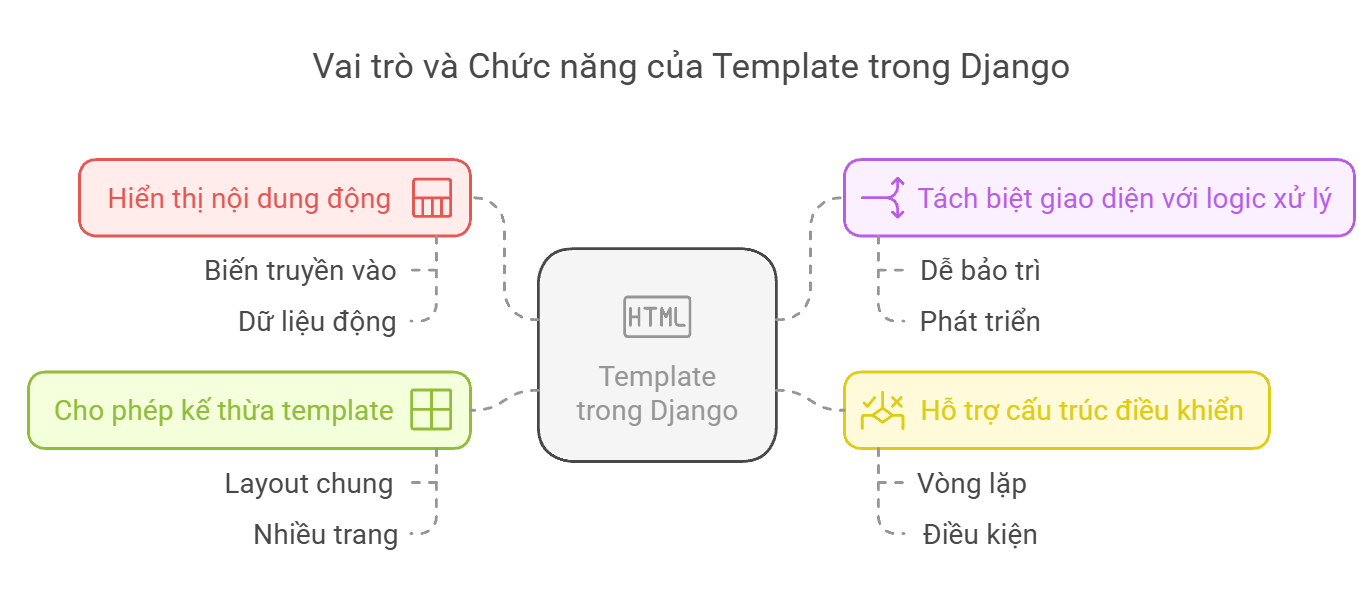 Vai trò và Chức năng của Template trong Django
Hiển thị nội dung động
Biến truyền vào
Dữ liệu động
Cho phép kế thừa template
Layout chung
Nhiều trang
HTML
Template
trong Django
Tách biệt giao diện với logic xử lý
Dễ bảo trì
Phát triển
Hỗ trợ cấu trúc điều khiển
Vòng lặp
Điều kiện